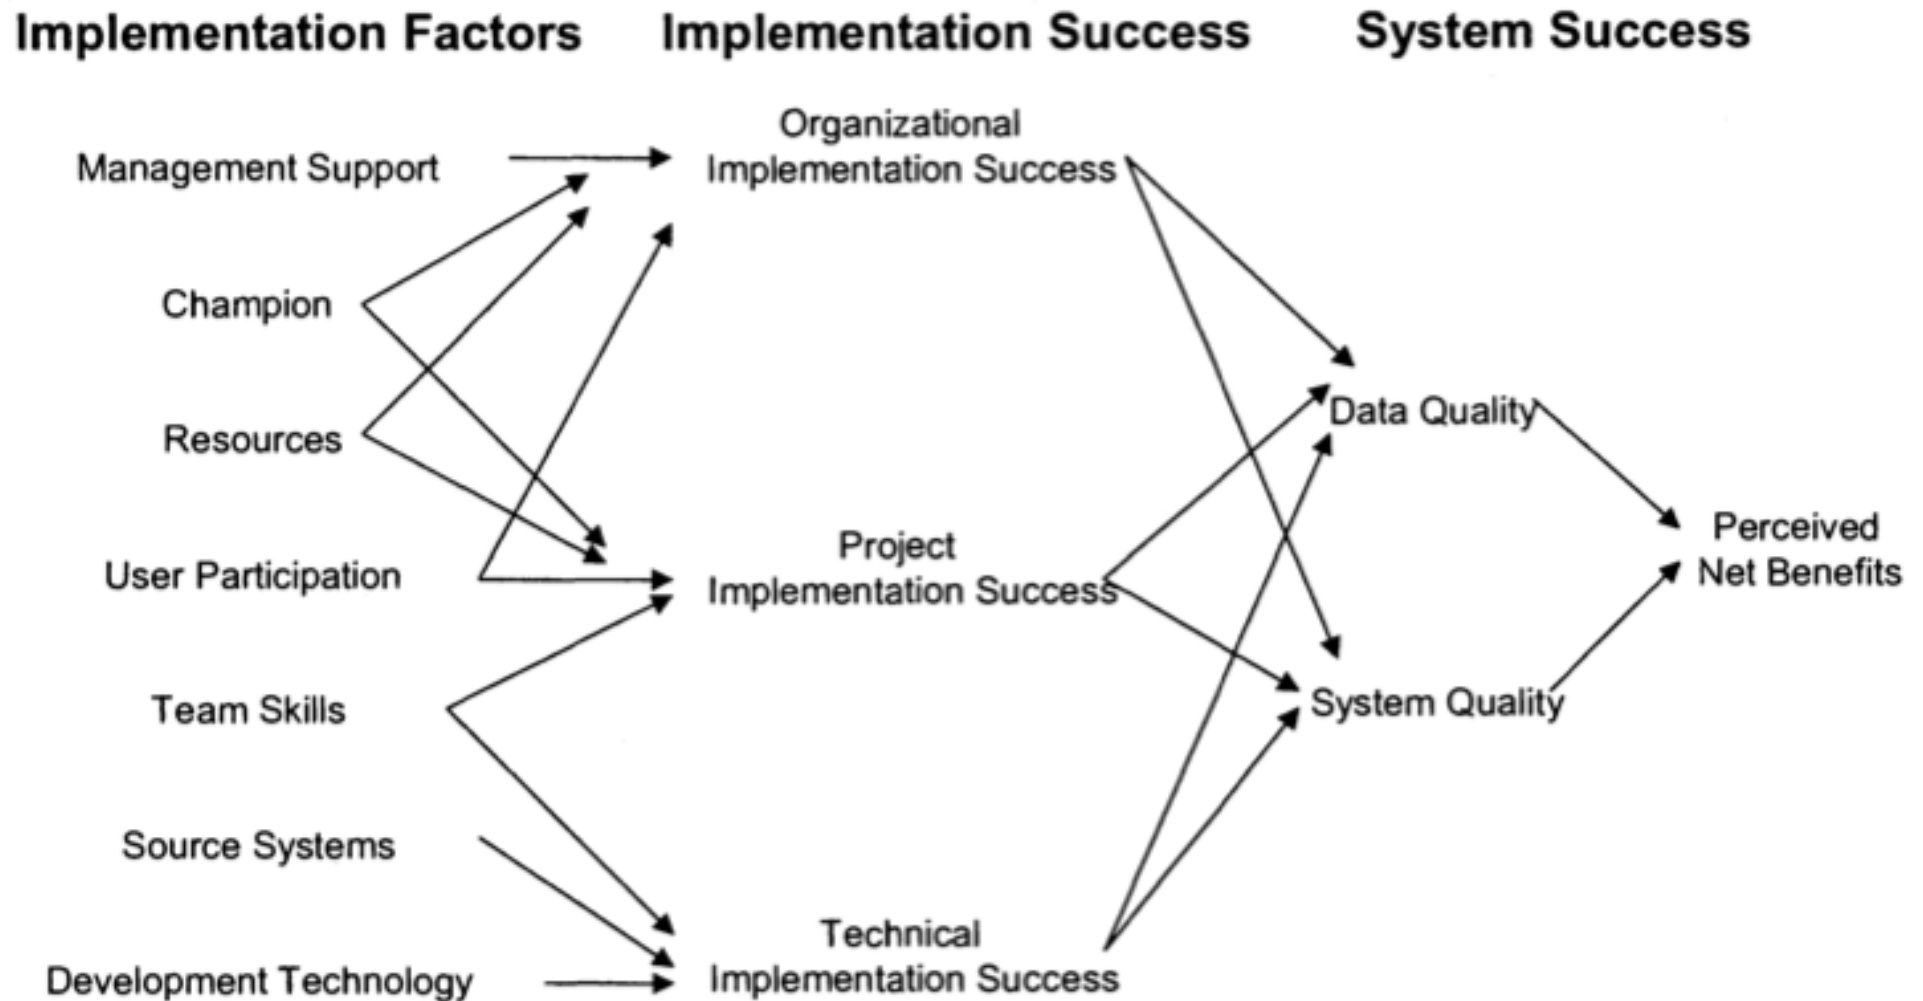 Implementation Factors
Implementation Success
System Success
Management Support
Champion
Resources
User Participation
Team Skills
Source Systems
Development Technology
Organizational
Implementation Success
Project
Implementation Success
Technical
Implementation Success
Data Quality
System Quality
Perceived
Net Benefits